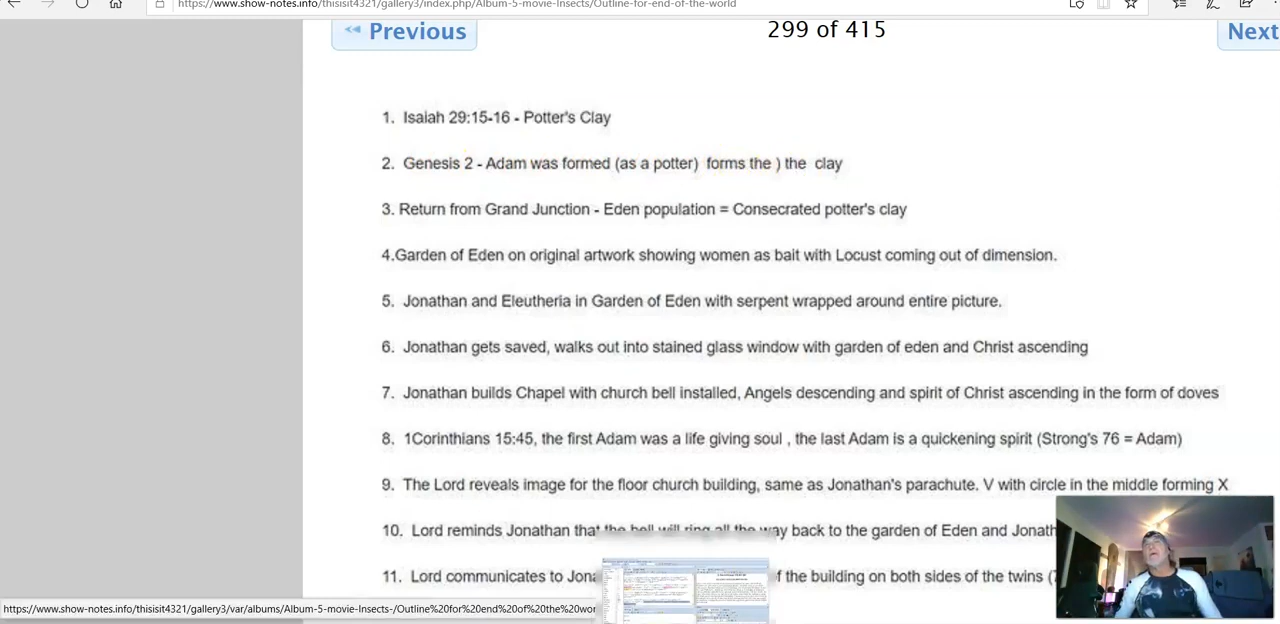 https://www.show-notes.info/thisisit4321/gallery3/index.php/Album-5-movie-Insects/Outline-for-end-of-the-world
Previous
299 of 415
Next
1. Isaiah 29:15-16 - Potter's Clay
2. Genesis 2 - Adam was formed (as a potter) forms the ) the clay
3. Return from Grand Junction - Eden population = Consecrated potter's clay
4.Garden of Eden on original artwork showing women as bait with Locust coming out of dimension.
5. Jonathan and Eleutheria in Garden of Eden with serpent wrapped around entire picture.
6. Jonathan gets saved, walks out into stained glass window with garden of eden and Christ ascending
7. Jonathan builds Chapel with church bell installed, Angels descending and spirit of Christ ascending in the form of doves
8. 1Corinthians 15:45, the first Adam was a life giving soul , the last Adam is a quickening spirit (Strong's 76 = Adam)
9. The Lord reveals image for the floor church building, same as Jonathan's parachute. V with circle in the middle forming X
10. Lord reminds Jonathan that the bell will ring all the way back to the garden of Eden and
11. Lord communicates to of the building on both sides of the twins
https://www.show-notes.info/thisisit4321/gallery3/var/albums/Album-5-movie-Insects/Outline%20for%20end%20of%20the%20wor